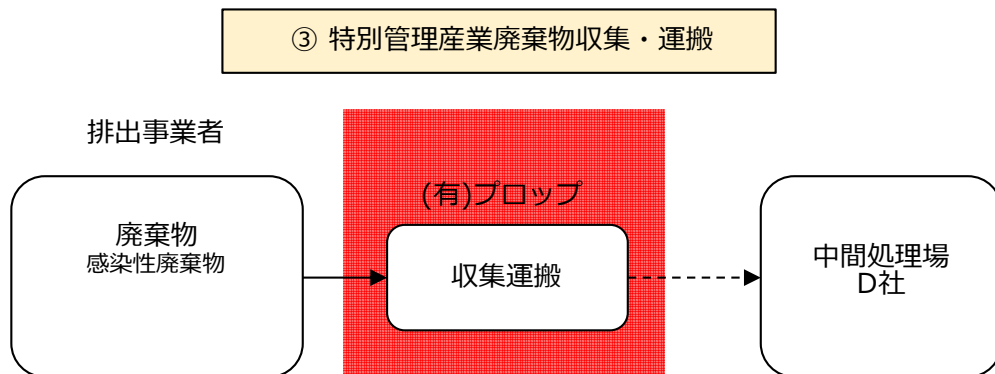 ③ 特別管理産業廃棄物収集・運搬
排出事業者
廃棄物
感染性廃棄物
(有)プロップ
収集運搬
中間処理場
D社